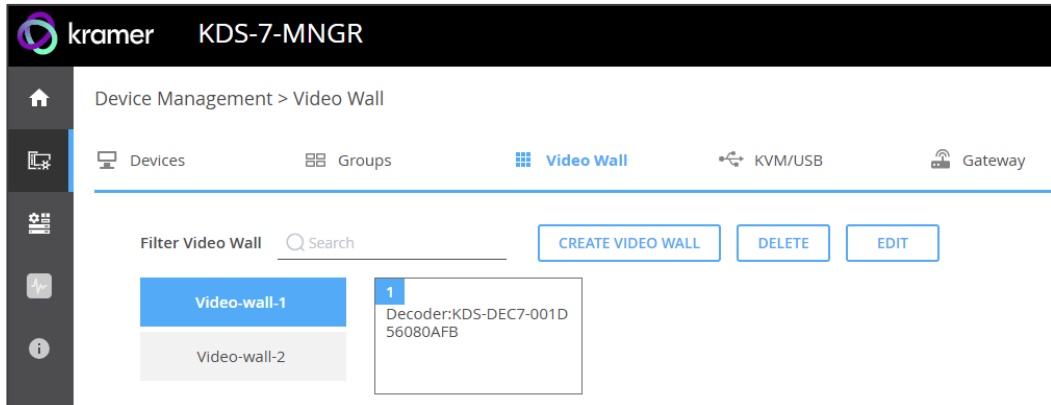 kramer KDS-7-MNGR
Device Management > Video Wall
Devices Groups Video Wall KVM/USB Gateway
Filter Video Wall Search CREATE VIDEO WALL DELETE EDIT
Video-wall-1
1
Decoder:KDS-DEC7-001D
56080AFB
Video-wall-2